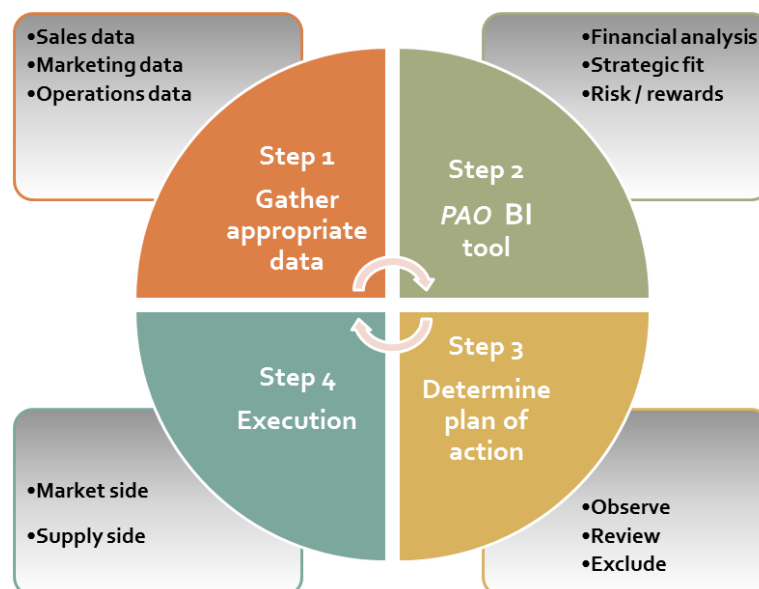 •Sales data
•Marketing data
•Operations data
•Financial analysis
•Strategic fit
•Risk / rewards
Step 1
Gather
appropriate
data
Step 2
PAO BI
tool
Step 4
Execution
Step 3
Determine
plan of
action
•Market side
•Supply side
•Observe
•Review
•Exclude